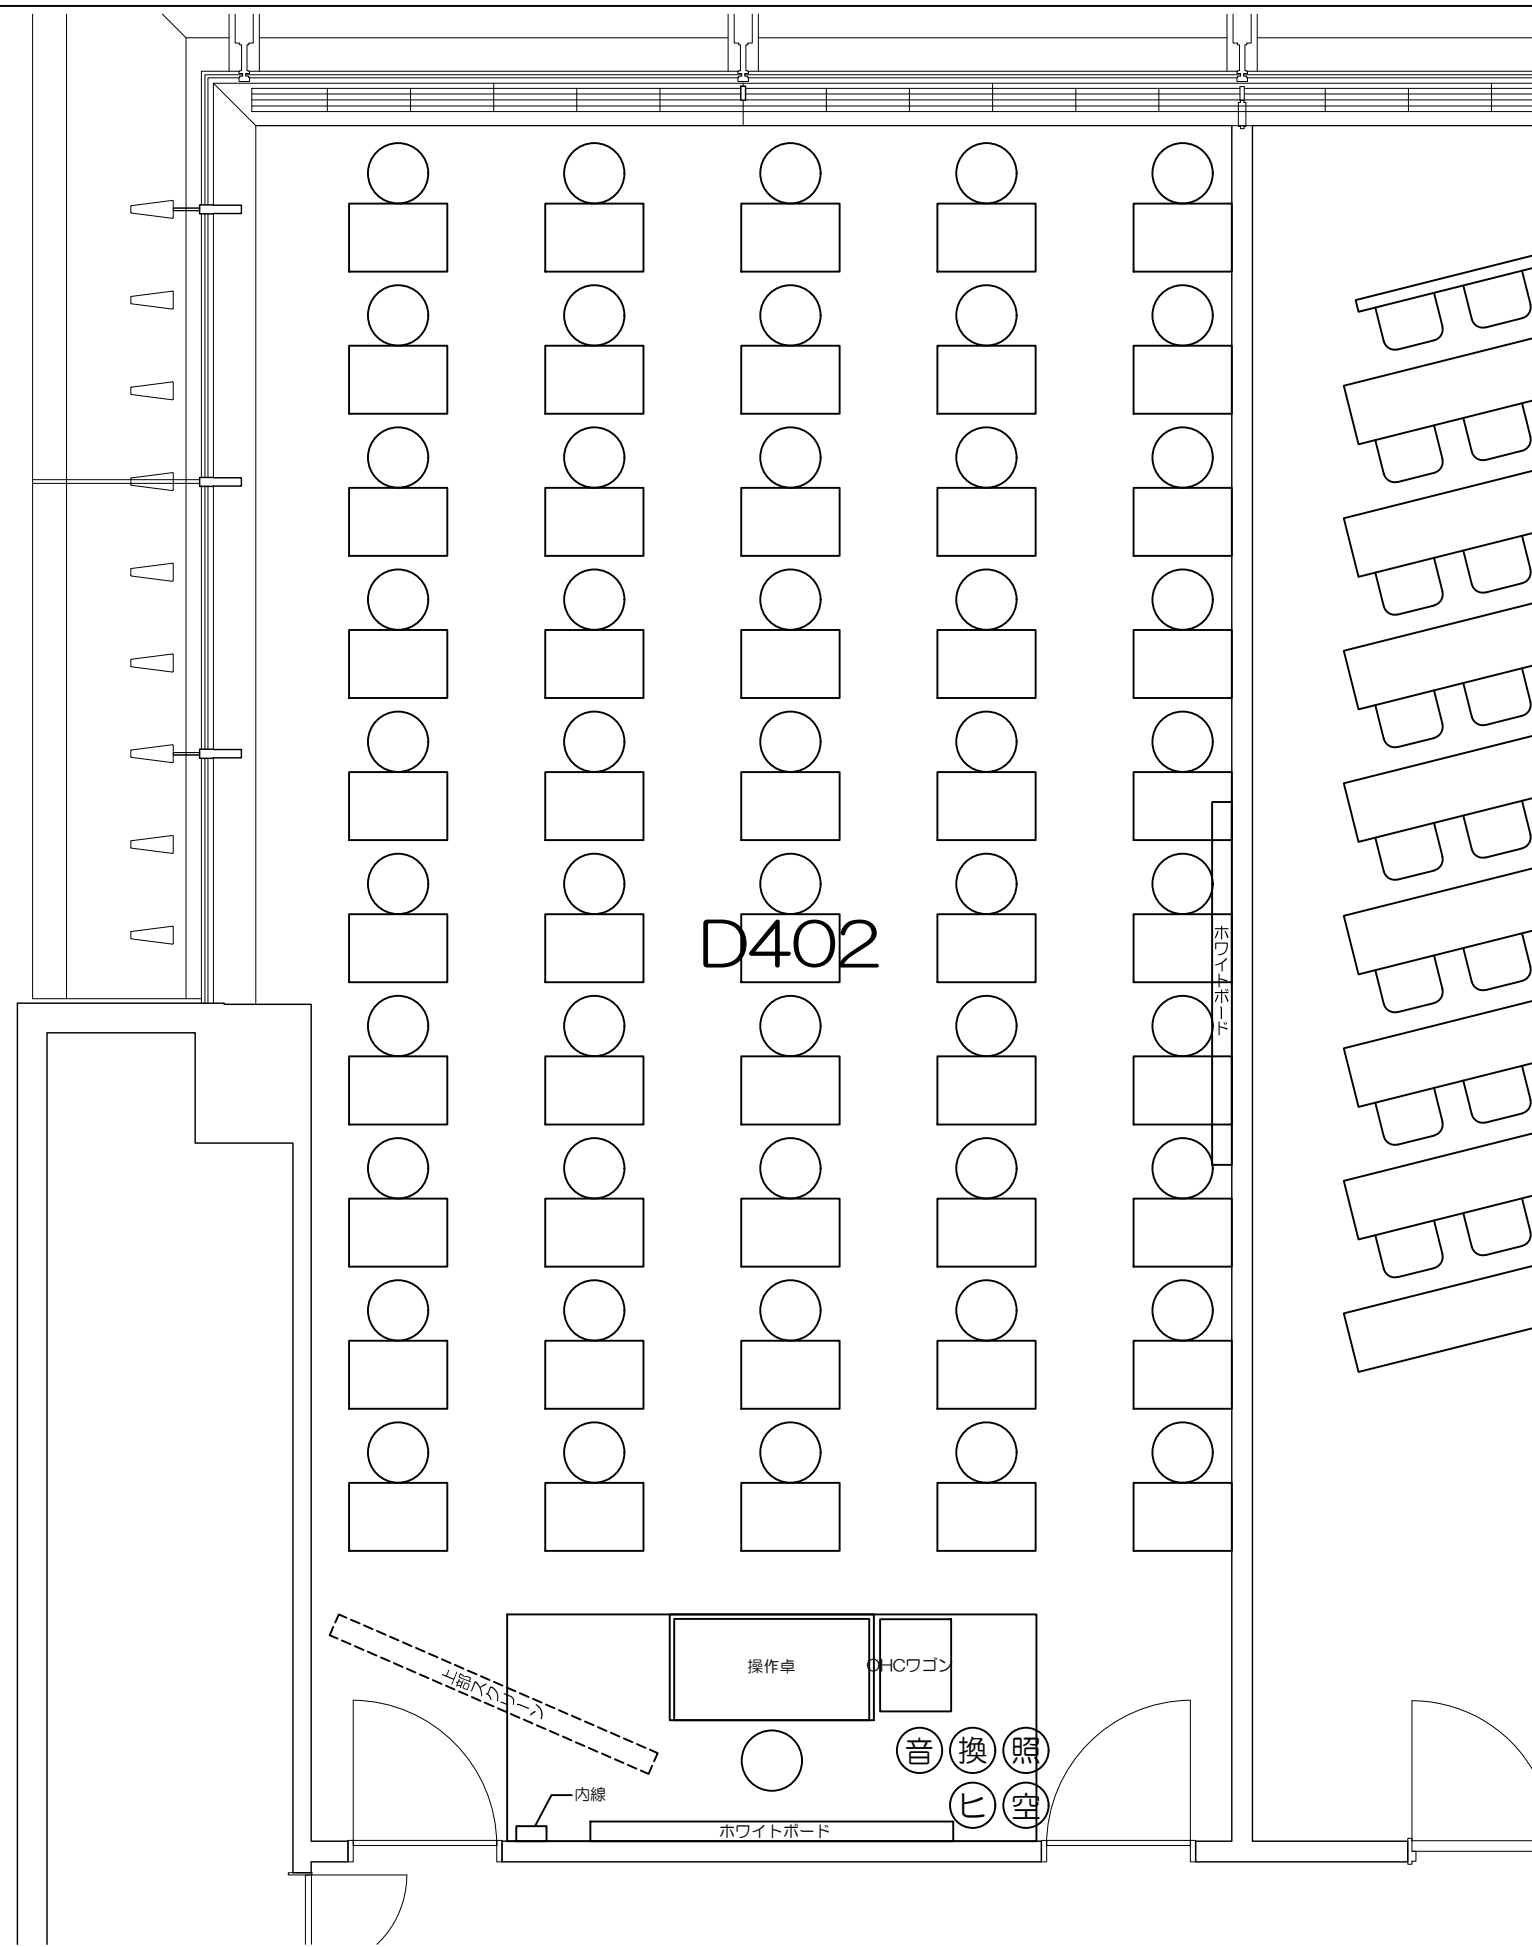 D402
ホワイトボード
操作卓
OHCワゴン
上部スクリーン
音 換 照
ヒ 空
内線
ホワイトボード